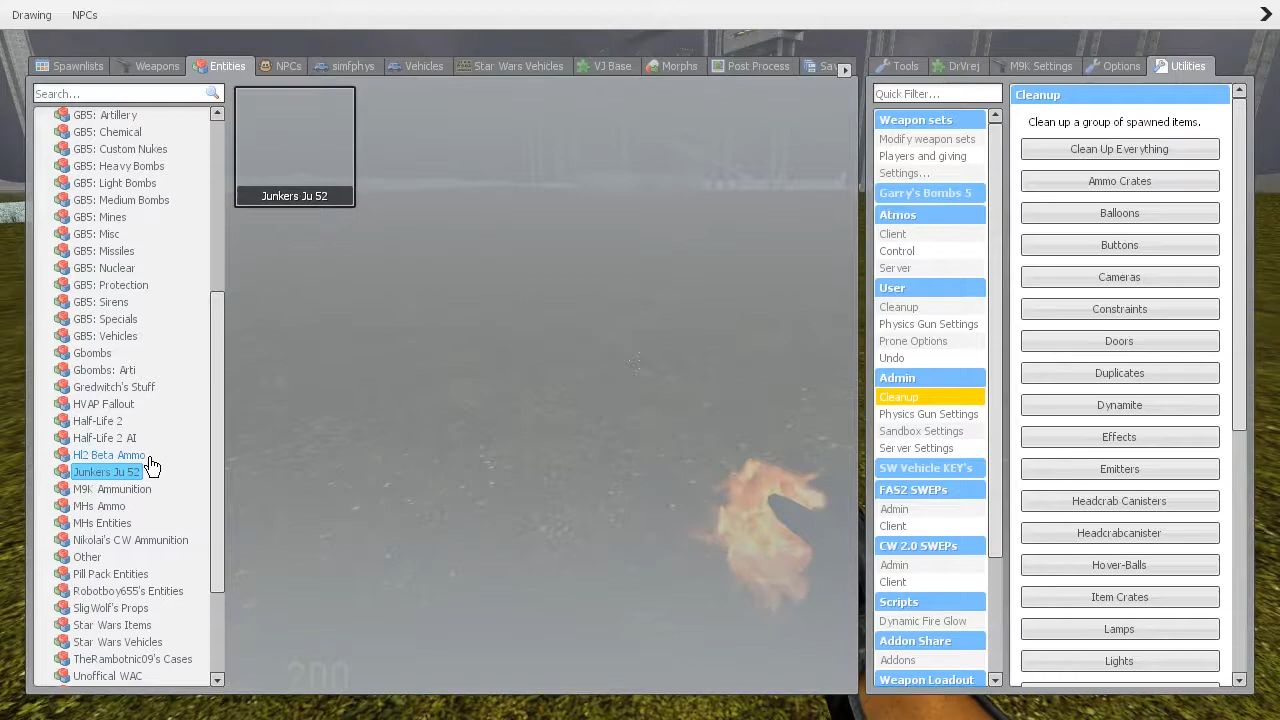 Drawing NPCs
Spawnlists Weapons Entities NPCs simfphys Vehicles Star Wars Vehicles VJ Base Morphs Post Process Sav
Tools DrVrej M9K Settings Options Utilities
Search...
GB5: Artillery
GB5: Chemical
GB5: Custom Nukes
GB5: Heavy Bombs
GB5: Light Bombs
GB5: Medium Bombs
GB5: Mines
GB5: Misc
GB5: Missiles
GB5: Nuclear
GB5: Protection
GB5: Sirens
GB5: Specials
GB5: Vehicles
Gbombs
Gbombs: Arti
Gredwitch's Stuff
HVAP Fallout
Half-Life 2
Half-Life 2 AI
Hl2 Beta Ammo
Junkers Ju 52
M9K Ammunition
MHs Ammo
MHs Entities
Nikolai's CW Ammunition
Other
Pill Pack Entities
Robotboy655's Entities
SligWolf's Props
Star Wars Items
Star Wars Vehicles
TheRambotnic09's Cases
Unoffical WAC
Junkers Ju 52
200
Quick Filter...
Weapon sets
Modify weapon sets
Players and giving
Settings...
Garry's Bombs 5
Atmos
Client
Control
Server
User
Cleanup
Physics Gun Settings
Prone Options
Undo
Admin
Cleanup
Physics Gun Settings
Sandbox Settings
Server Settings
SW Vehicle KEY's
FAS2 SWEPs
Admin
Client
CW 2.0 SWEPs
Admin
Client
Scripts
Dynamic Fire Glow
Addon Share
Addons
Weapon Loadout
Cleanup
Clean up a group of spawned items.
Clean Up Everything
Ammo Crates
Balloons
Buttons
Cameras
Constraints
Doors
Duplicates
Dynamite
Effects
Emitters
Headcrab Canisters
Headcrabcanister
Hover-Balls
Item Crates
Lamps
Lights